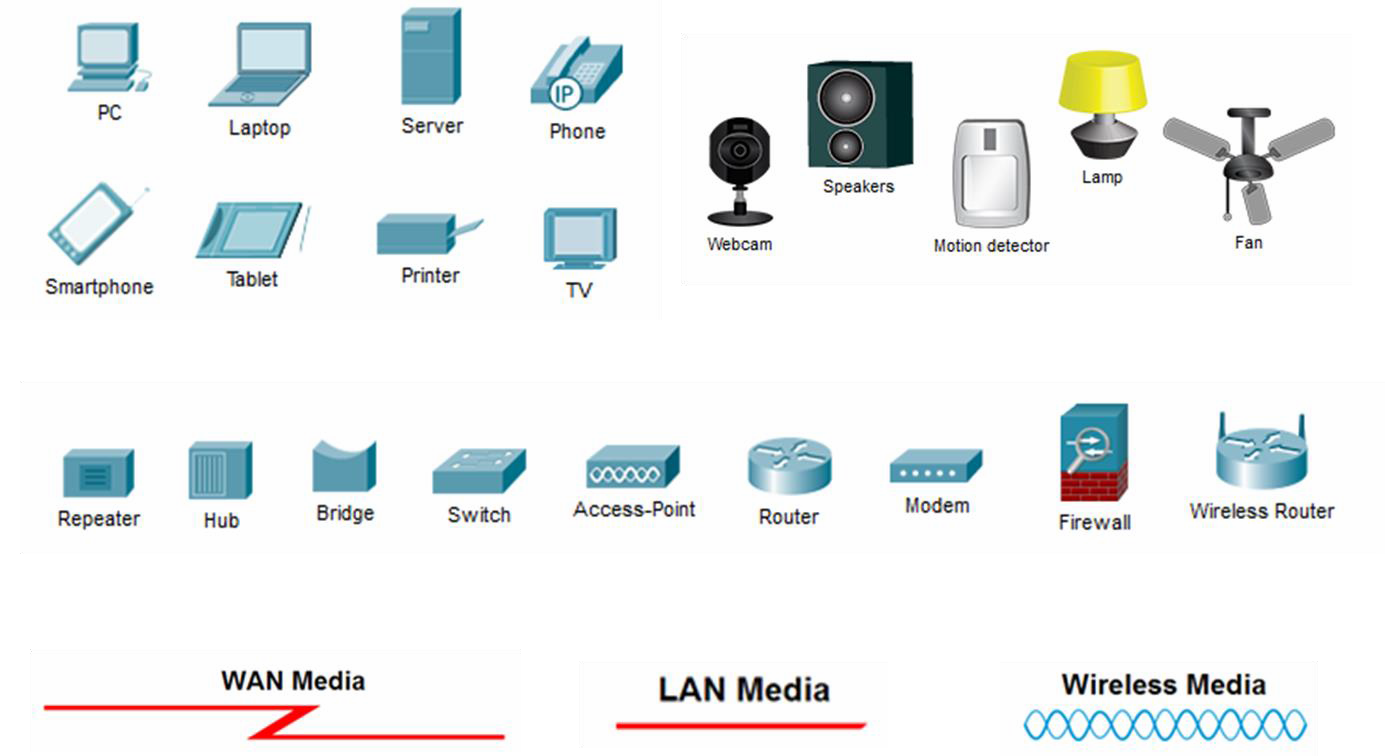 PC
Laptop
Server
IP
Phone
Smartphone
Tablet
Printer
TV
Webcam
Speakers
Motion detector
Lamp
Fan
Repeater
Hub
Bridge
Switch
Access-Point
Router
Modem
Firewall
Wireless Router
WAN Media
LAN Media
Wireless Media